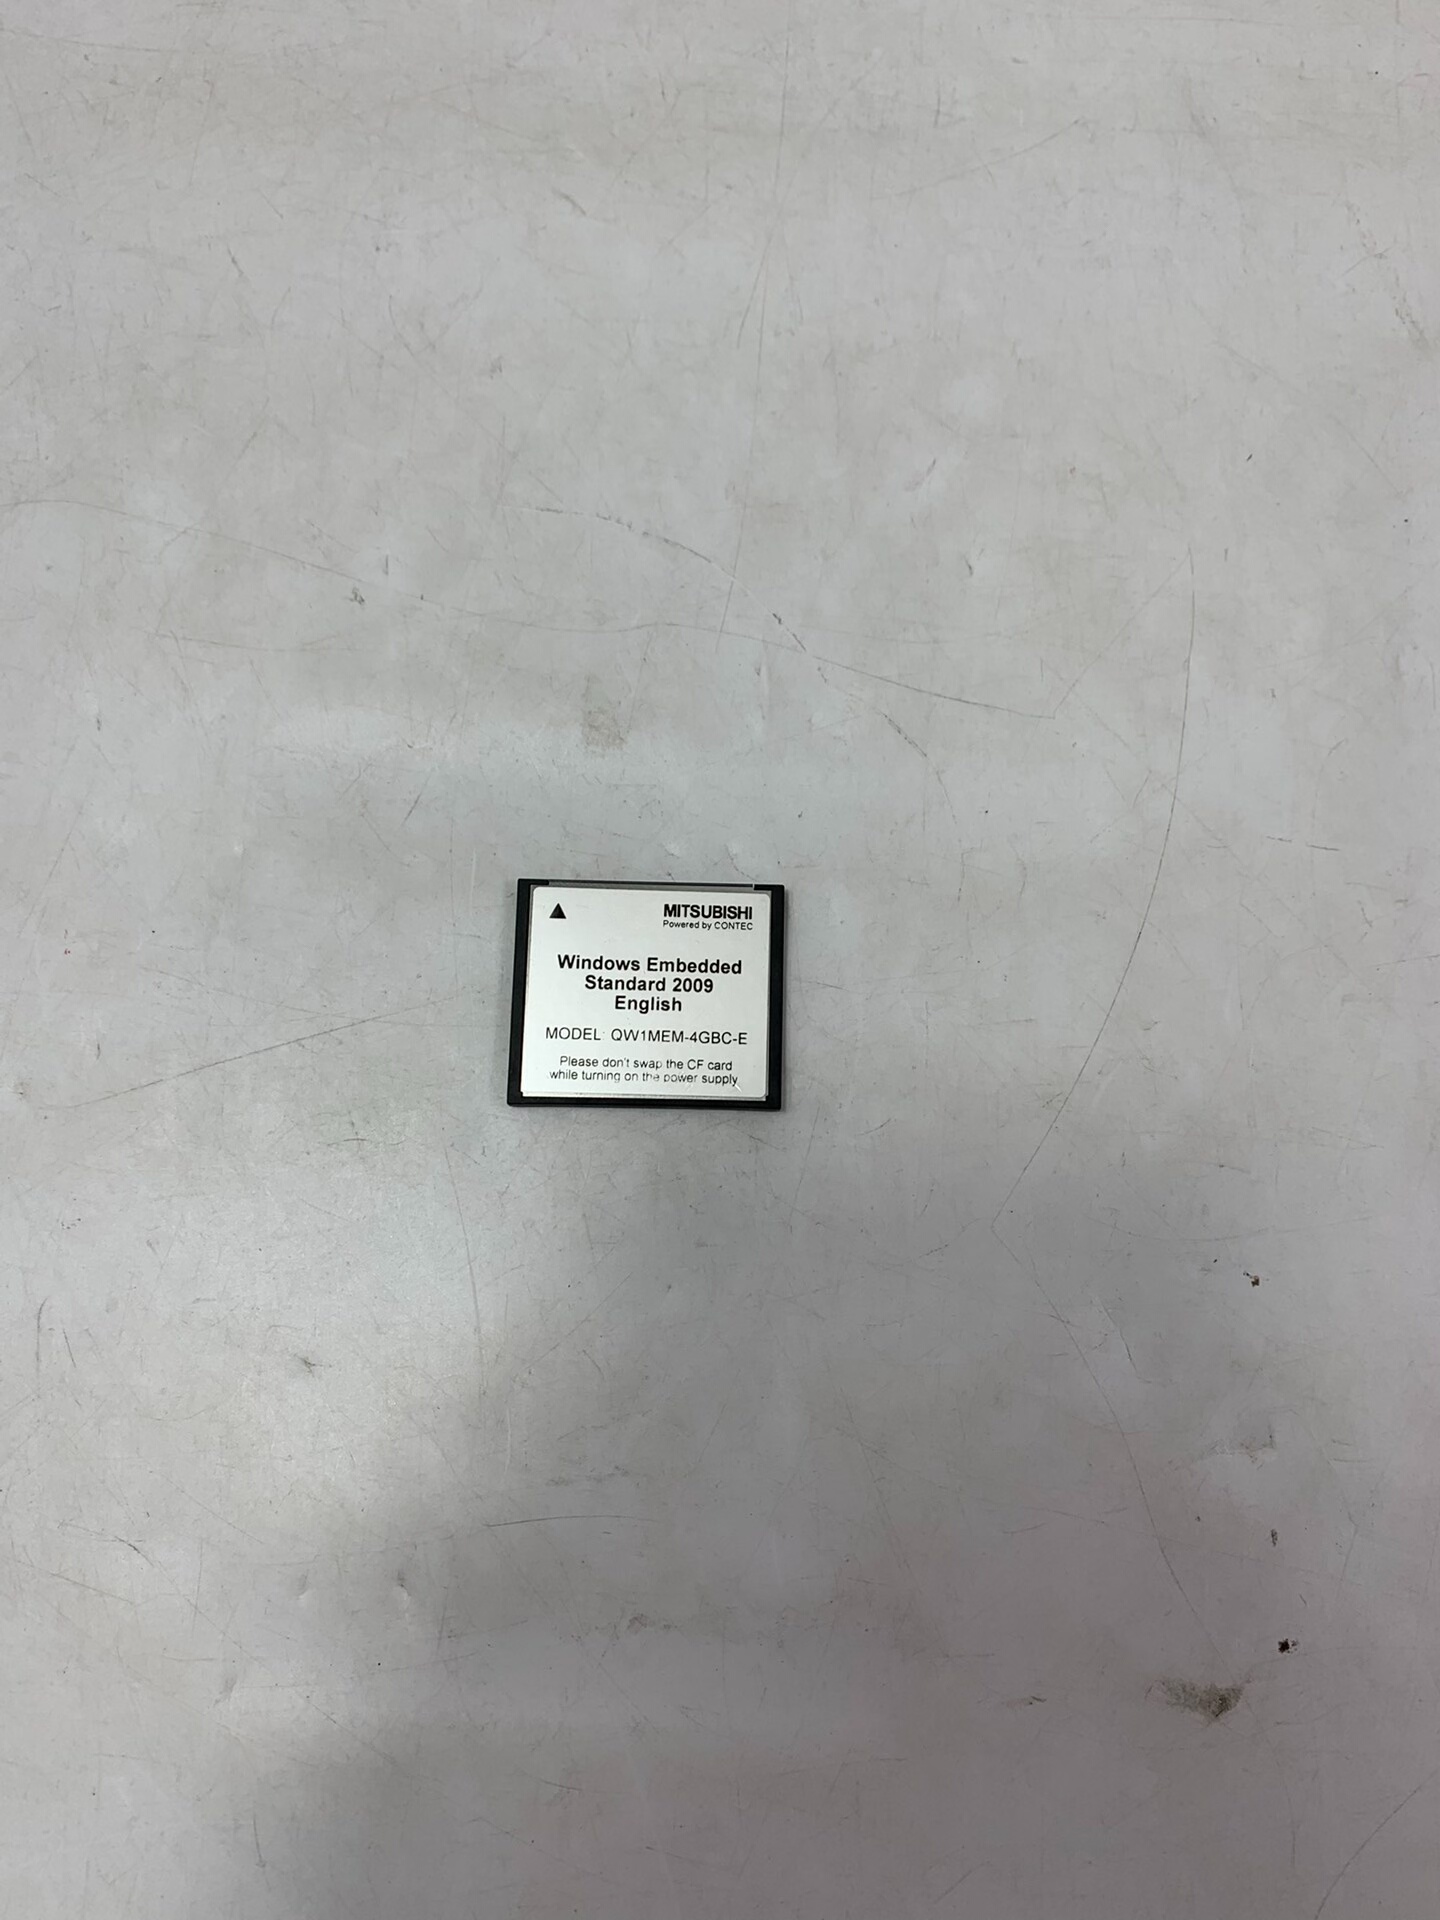 MITSUBISHI
Powered by CONTEC
Windows Embedded
Standard 2009
English
MODEL: QW1MEM-4GBC-E
Please don't swap the CF card
while turning on the power supply